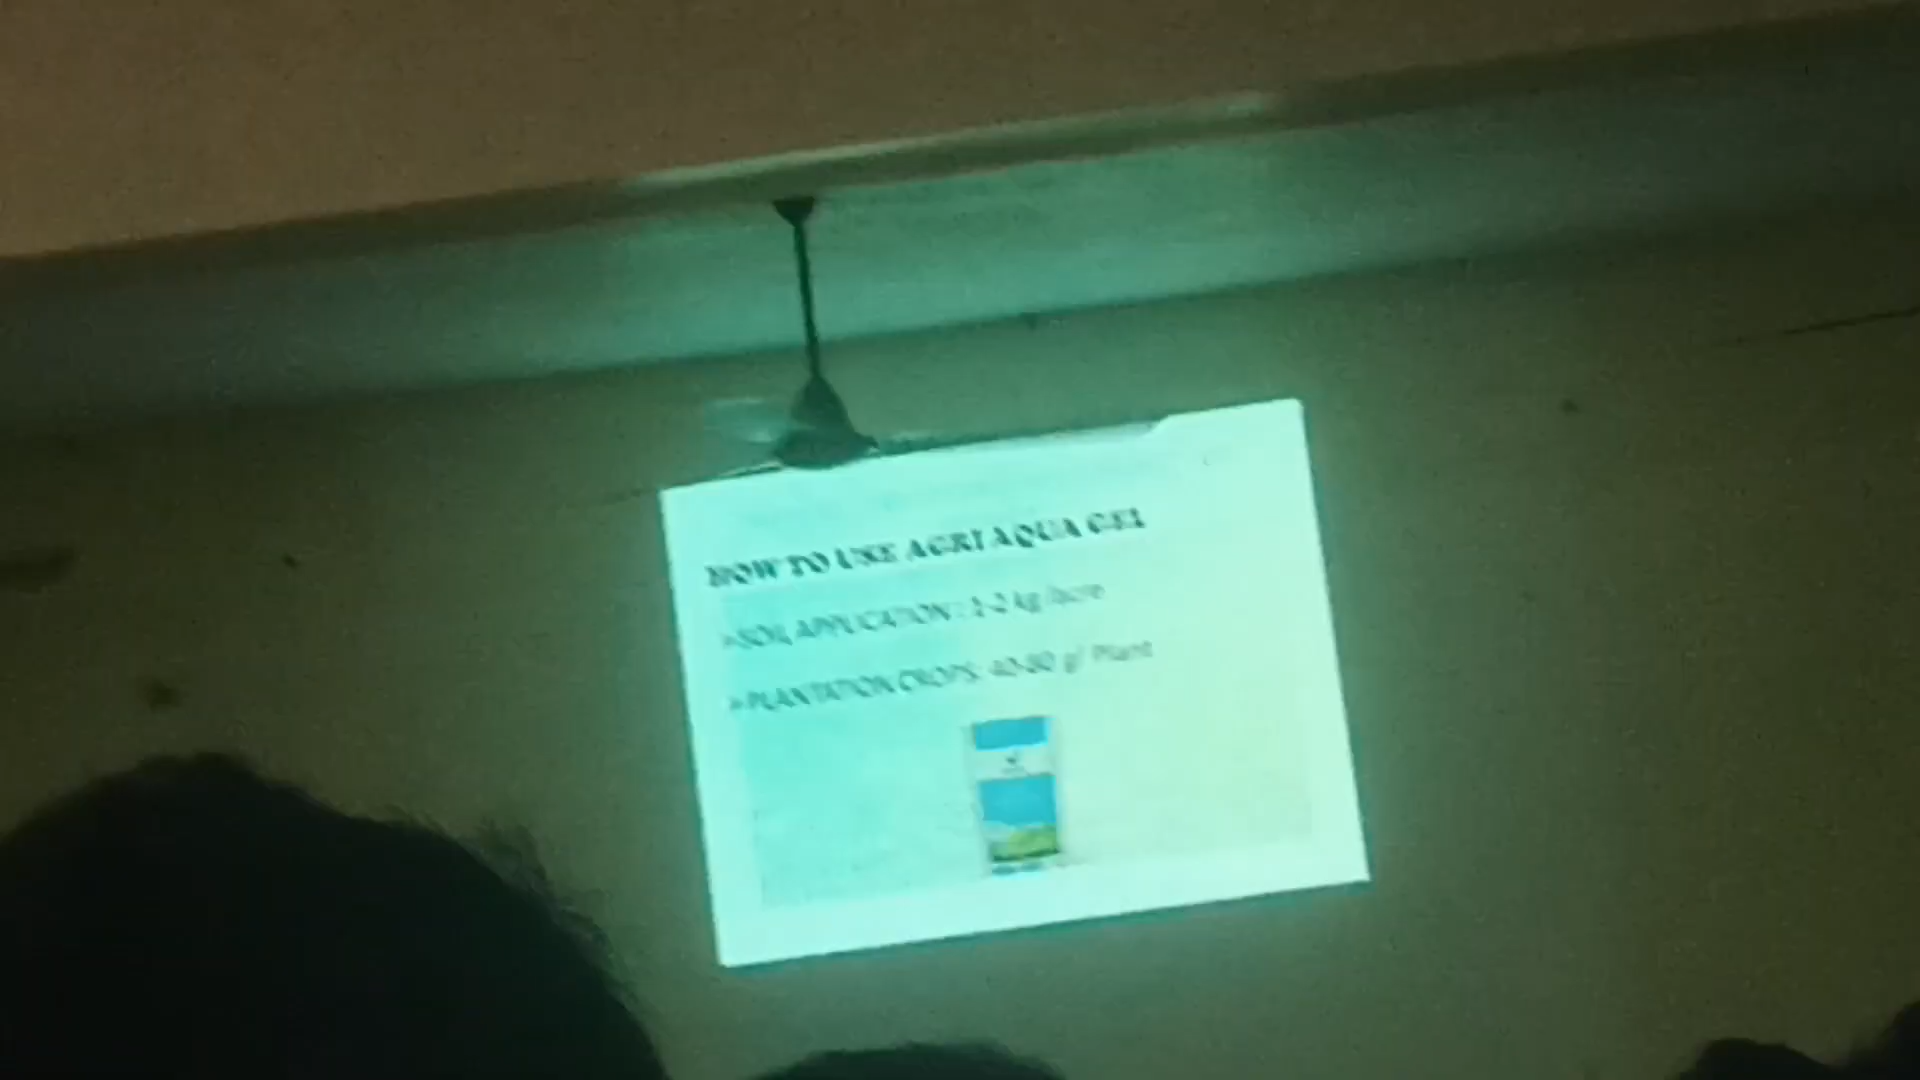 HOW TO USE AGRI AQUA GEL
➢SOIL APPLICATION : 1-2 kg /acre
➢PLANTATION CROPS: 40-80 g/ Plant